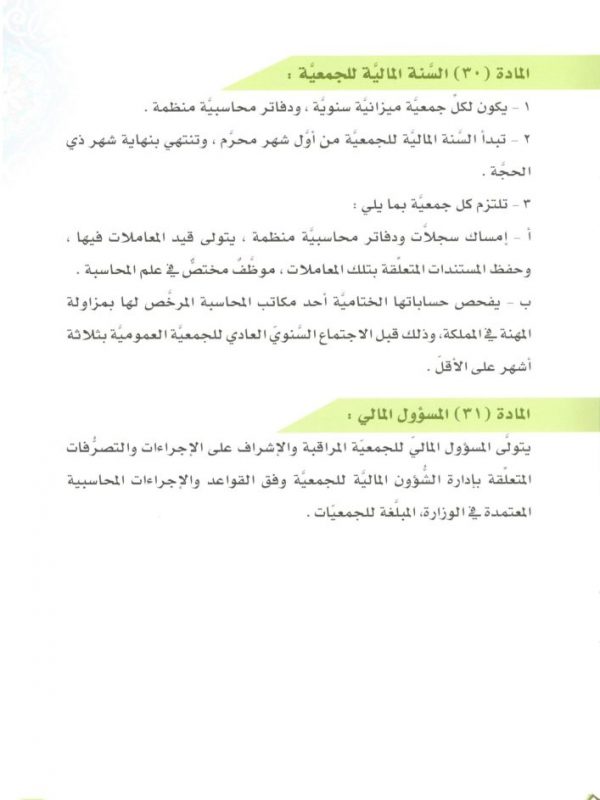 المادة (٣٠) السَّنة الماليَّة للجمعيَّة :
١ - يكون لكلّ جمعيَّة ميزانيَّة سنويَّة ، ودفاتر محاسبيَّة منظمة .
٢ - تبدأ السَّنة الماليَّة للجمعيَّة من أوَّل شهر محرَّم ، وتنتهي بنهاية شهر ذي
الحجَّة .
٣ - تلتزم كل جمعيَّة بما يلي :
أ - إمساك سجلاَّت ودفاتر محاسبيَّة منظمة ، يتولى قيد المعاملات فيها ،
وحفظ المستندات المتعلّقة بتلك المعاملات ، موظَّفٌ مختصٌّ في علم المحاسبة .
ب - يفحص حساباتها الختاميَّة أحد مكاتب المحاسبة المرخَّص لها بمزاولة
المهنة في المملكة، وذلك قبل الاجتماع السَّنويّ العادي للجمعيَّة العموميَّة بثلاثة
أشهر على الأقلّ .
المادة (٣١) المسؤول المالي :
يتولَّى المسؤول الماليّ للجمعيَّة المراقبة والإشراف على الإجراءات والتصرُّفات
المتعلّقة بإدارة الشُّؤون الماليَّة للجمعيَّة وفق القواعد والإجراءات المحاسبية
المعتمدة في الوزارة، المبلَّغة للجمعيَّات .